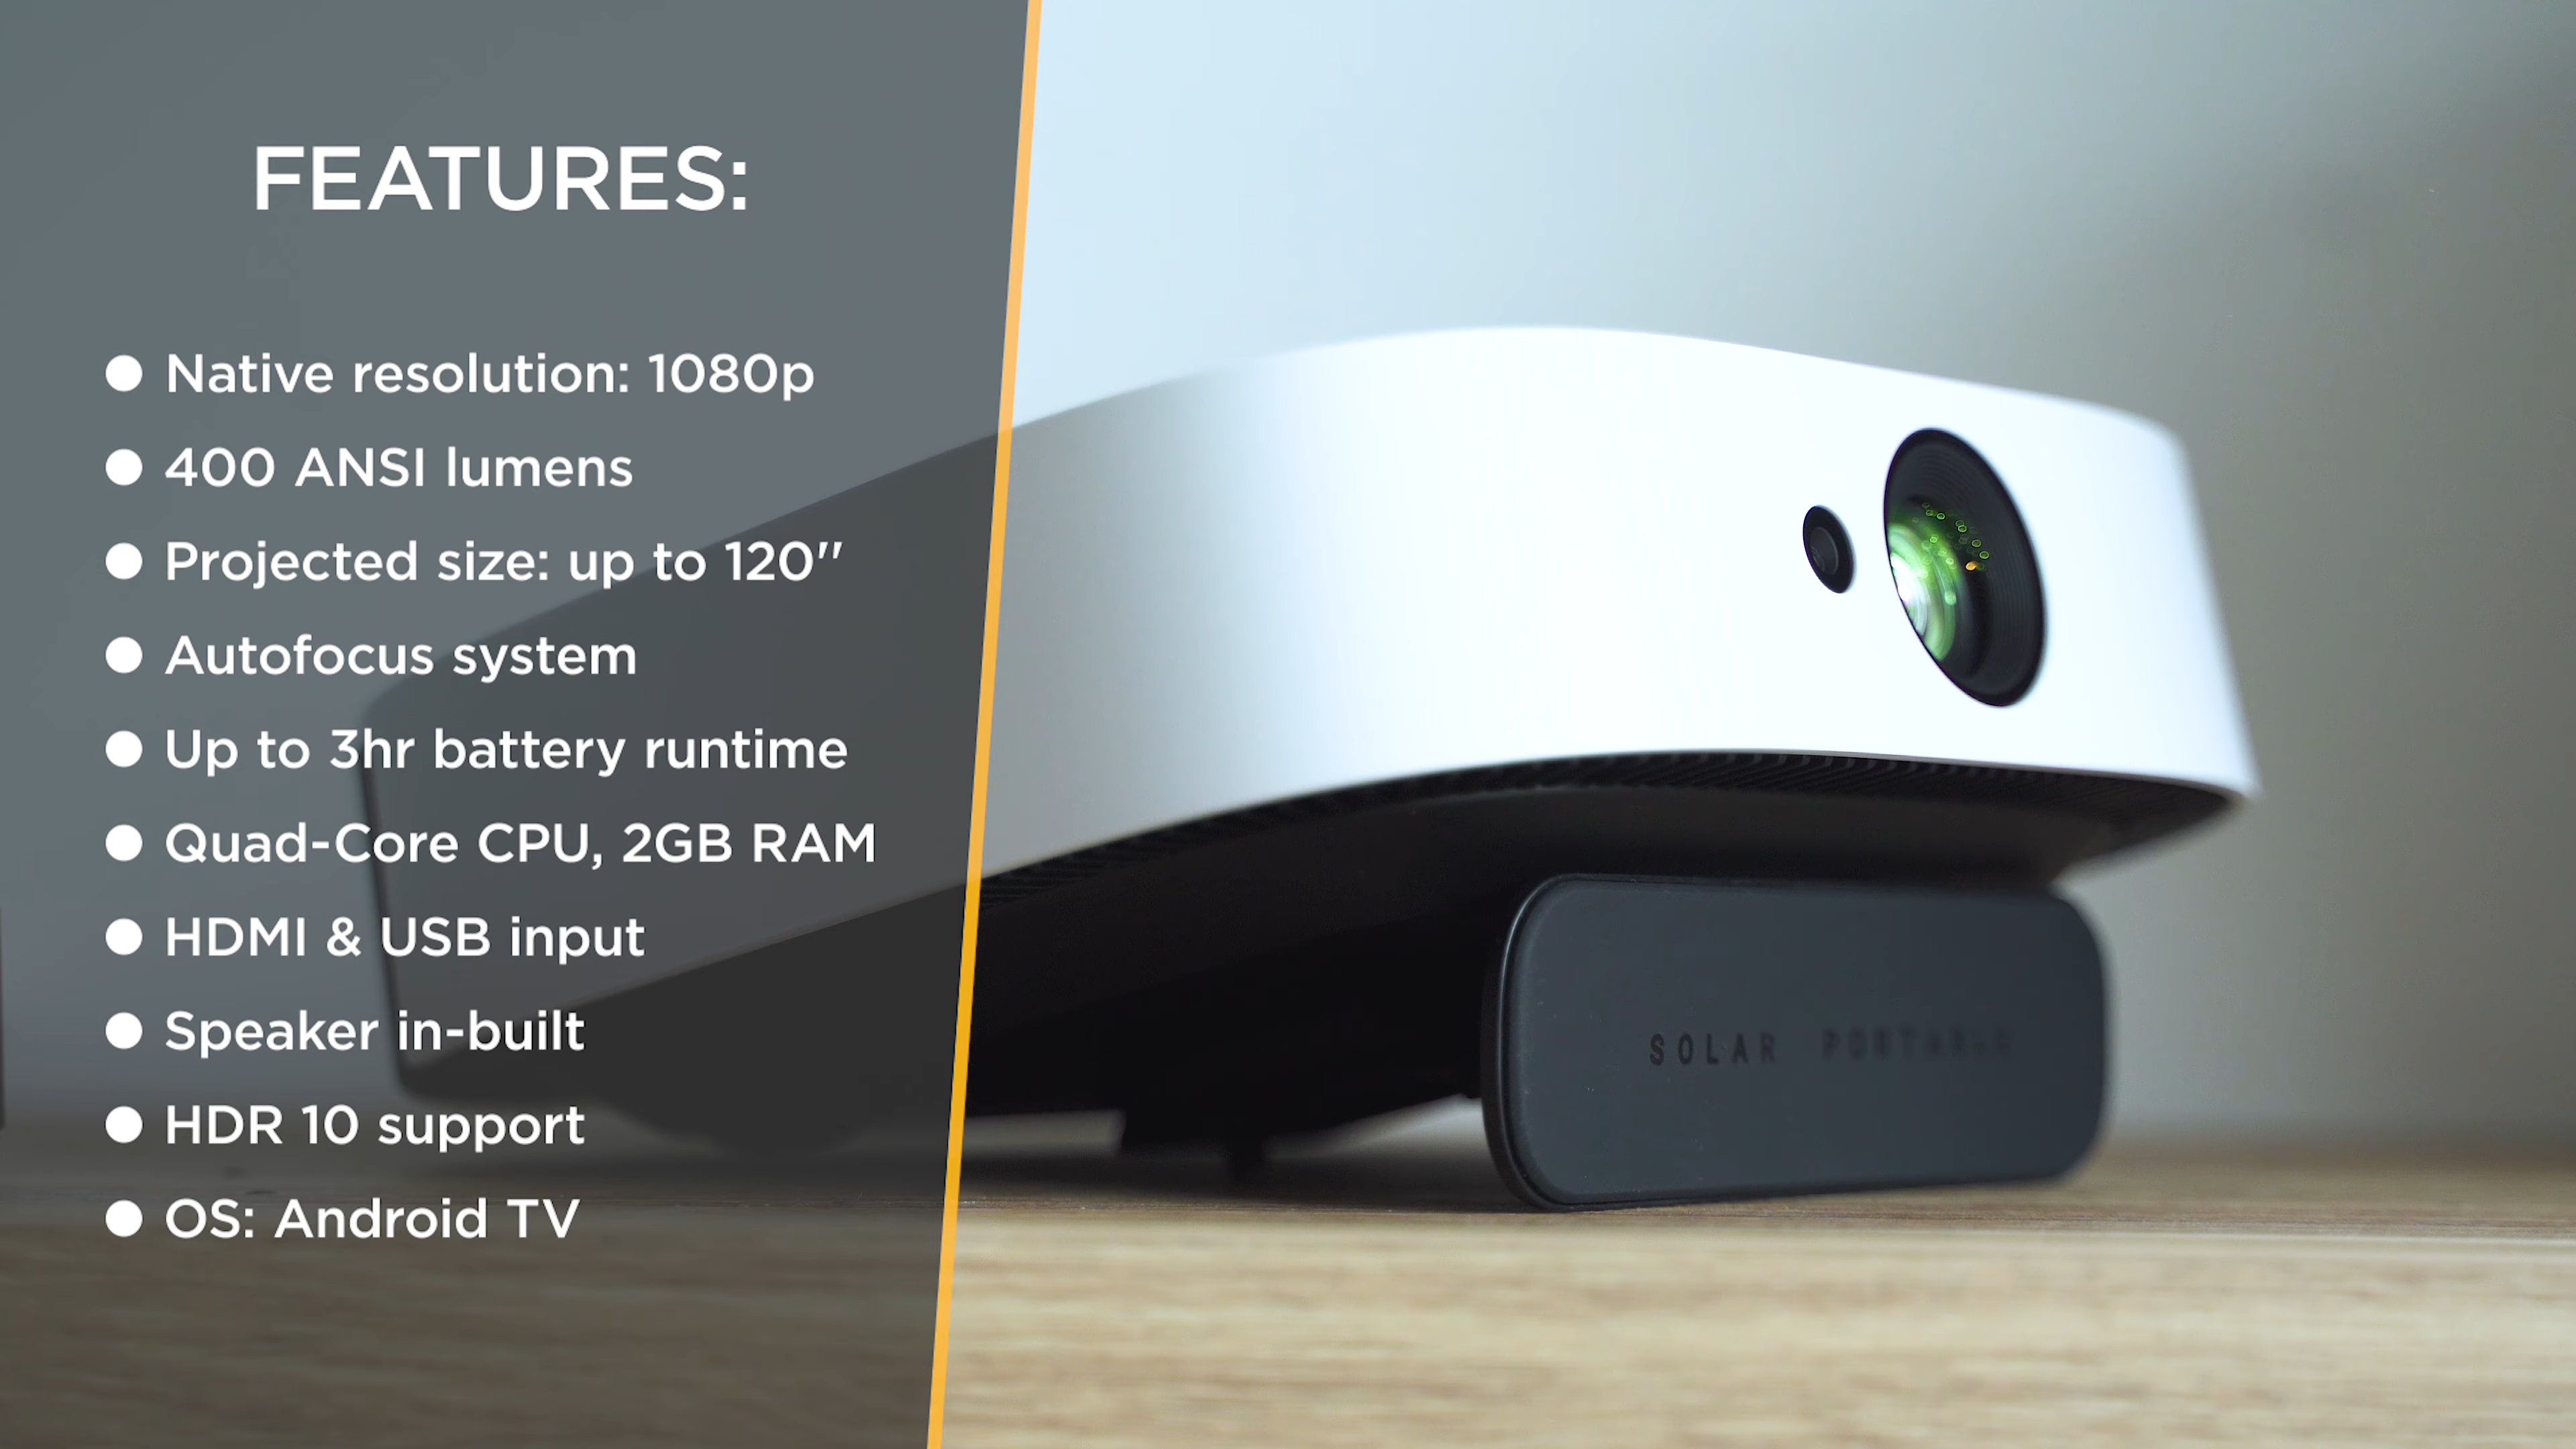 FEATURES:
● Native resolution: 1080p
● 400 ANSI lumens
● Projected size: up to 120''
● Autofocus system
● Up to 3hr battery runtime
● Quad-Core CPU, 2GB RAM
● HDMI & USB input
● Speaker in-built
● HDR 10 support
● OS: Android TV
SOLAR PORTABLE